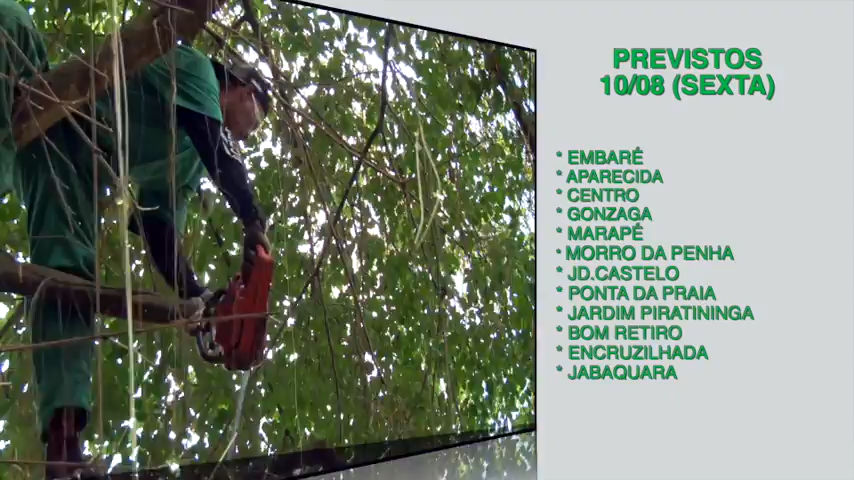 PREVISTOS
10/08 (SEXTA)
* EMBARÉ
* APARECIDA
* CENTRO
* GONZAGA
* MARAPÉ
* MORRO DA PENHA
* JD.CASTELO
* PONTA DA PRAIA
* JARDIM PIRATININGA
* BOM RETIRO
* ENCRUZILHADA
* JABAQUARA